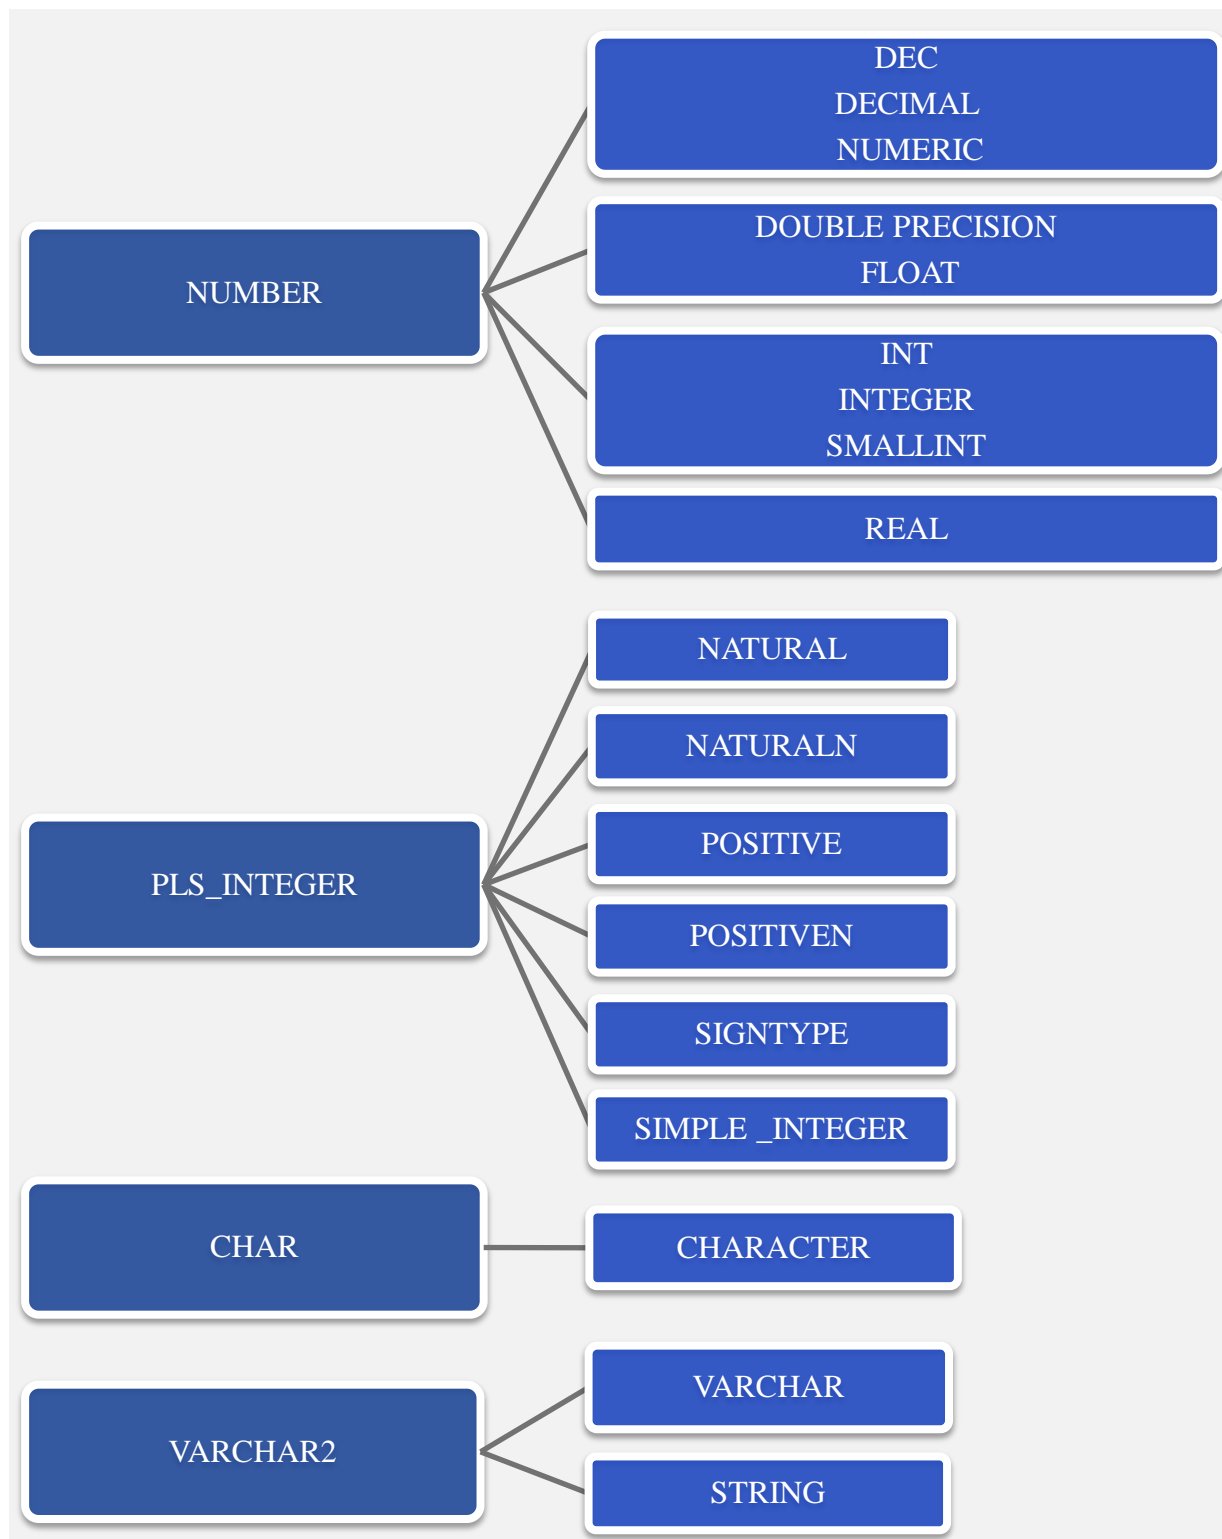 NUMBER
DEC
DECIMAL
NUMERIC
DOUBLE PRECISION
FLOAT
INT
INTEGER
SMALLINT
REAL
PLS_INTEGER
NATURAL
NATURALN
POSITIVE
POSITIVEN
SIGNTYPE
SIMPLE _INTEGER
CHAR
CHARACTER
VARCHAR2
VARCHAR
STRING